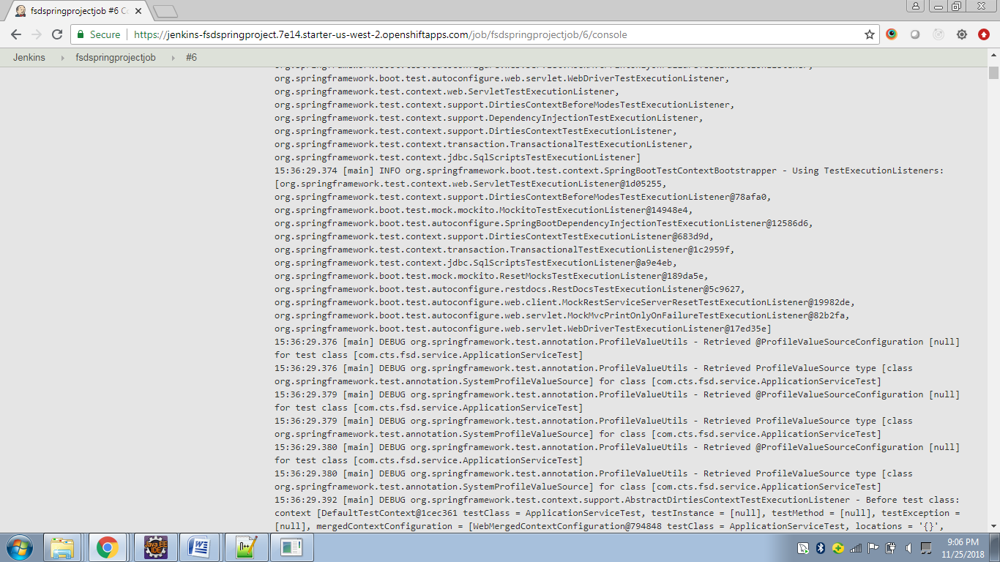 fsdspringprojectjob #6 Co
Secure https://jenkins-fsdspringproject.7e14.starter-us-west-2.openshiftapps.com/job/fsdspringprojectjob/6/console
Jenkins fsdspringprojectjob #6
org.springframework.boot.test.autoconfigure.web.servlet.MockMvcPrintOnlyOnFailureTestExecutionListener,
org.springframework.boot.test.autoconfigure.web.servlet.WebDriverTestExecutionListener,
org.springframework.test.context.web.ServletTestExecutionListener,
org.springframework.test.context.support.DirtiesContextBeforeModesTestExecutionListener,
org.springframework.test.context.support.DependencyInjectionTestExecutionListener,
org.springframework.test.context.support.DirtiesContextTestExecutionListener,
org.springframework.test.context.transaction.TransactionalTestExecutionListener,
org.springframework.test.context.jdbc.SqlScriptsTestExecutionListener]
15:36:29.374 [main] INFO org.springframework.boot.test.context.SpringBootTestContextBootstrapper - Using TestExecutionListeners:
[org.springframework.test.context.web.ServletTestExecutionListener@1d05255,
org.springframework.test.context.support.DirtiesContextBeforeModesTestExecutionListener@78afa0,
org.springframework.boot.test.mock.mockito.MockitoTestExecutionListener@14948e4,
org.springframework.boot.test.autoconfigure.SpringBootDependencyInjectionTestExecutionListener@12586d6,
org.springframework.test.context.support.DirtiesContextTestExecutionListener@683d9d,
org.springframework.test.context.transaction.TransactionalTestExecutionListener@1c2959f,
org.springframework.test.context.jdbc.SqlScriptsTestExecutionListener@a9e4eb,
org.springframework.boot.test.mock.mockito.ResetMocksTestExecutionListener@189da5e,
org.springframework.boot.test.autoconfigure.restdocs.RestDocsTestExecutionListener@5c9627,
org.springframework.boot.test.autoconfigure.web.client.MockRestServiceServerResetTestExecutionListener@19982de,
org.springframework.boot.test.autoconfigure.web.servlet.MockMvcPrintOnlyOnFailureTestExecutionListener@82b2fa,
org.springframework.boot.test.autoconfigure.web.servlet.WebDriverTestExecutionListener@17ed35e]
15:36:29.376 [main] DEBUG org.springframework.test.annotation.ProfileValueUtils - Retrieved @ProfileValueSourceConfiguration [null]
for test class [com.cts.fsd.service.ApplicationServiceTest]
15:36:29.376 [main] DEBUG org.springframework.test.annotation.ProfileValueUtils - Retrieved ProfileValueSource type [class
org.springframework.test.annotation.SystemProfileValueSource] for class [com.cts.fsd.service.ApplicationServiceTest]
15:36:29.379 [main] DEBUG org.springframework.test.annotation.ProfileValueUtils - Retrieved @ProfileValueSourceConfiguration [null]
for test class [com.cts.fsd.service.ApplicationServiceTest]
15:36:29.379 [main] DEBUG org.springframework.test.annotation.ProfileValueUtils - Retrieved ProfileValueSource type [class
org.springframework.test.annotation.SystemProfileValueSource] for class [com.cts.fsd.service.ApplicationServiceTest]
15:36:29.380 [main] DEBUG org.springframework.test.annotation.ProfileValueUtils - Retrieved @ProfileValueSourceConfiguration [null]
for test class [com.cts.fsd.service.ApplicationServiceTest]
15:36:29.380 [main] DEBUG org.springframework.test.annotation.ProfileValueUtils - Retrieved ProfileValueSource type [class
org.springframework.test.annotation.SystemProfileValueSource] for class [com.cts.fsd.service.ApplicationServiceTest]
15:36:29.392 [main] DEBUG org.springframework.test.context.support.AbstractDirtiesContextTestExecutionListener - Before test class:
context [DefaultTestContext@1cec361 testClass = ApplicationServiceTest, testInstance = [null], testMethod = [null], testException =
[null], mergedContextConfiguration = [WebMergedContextConfiguration@794848 testClass = ApplicationServiceTest, locations = '{}',
Java EE
IDE
9:06 PM
11/25/2018